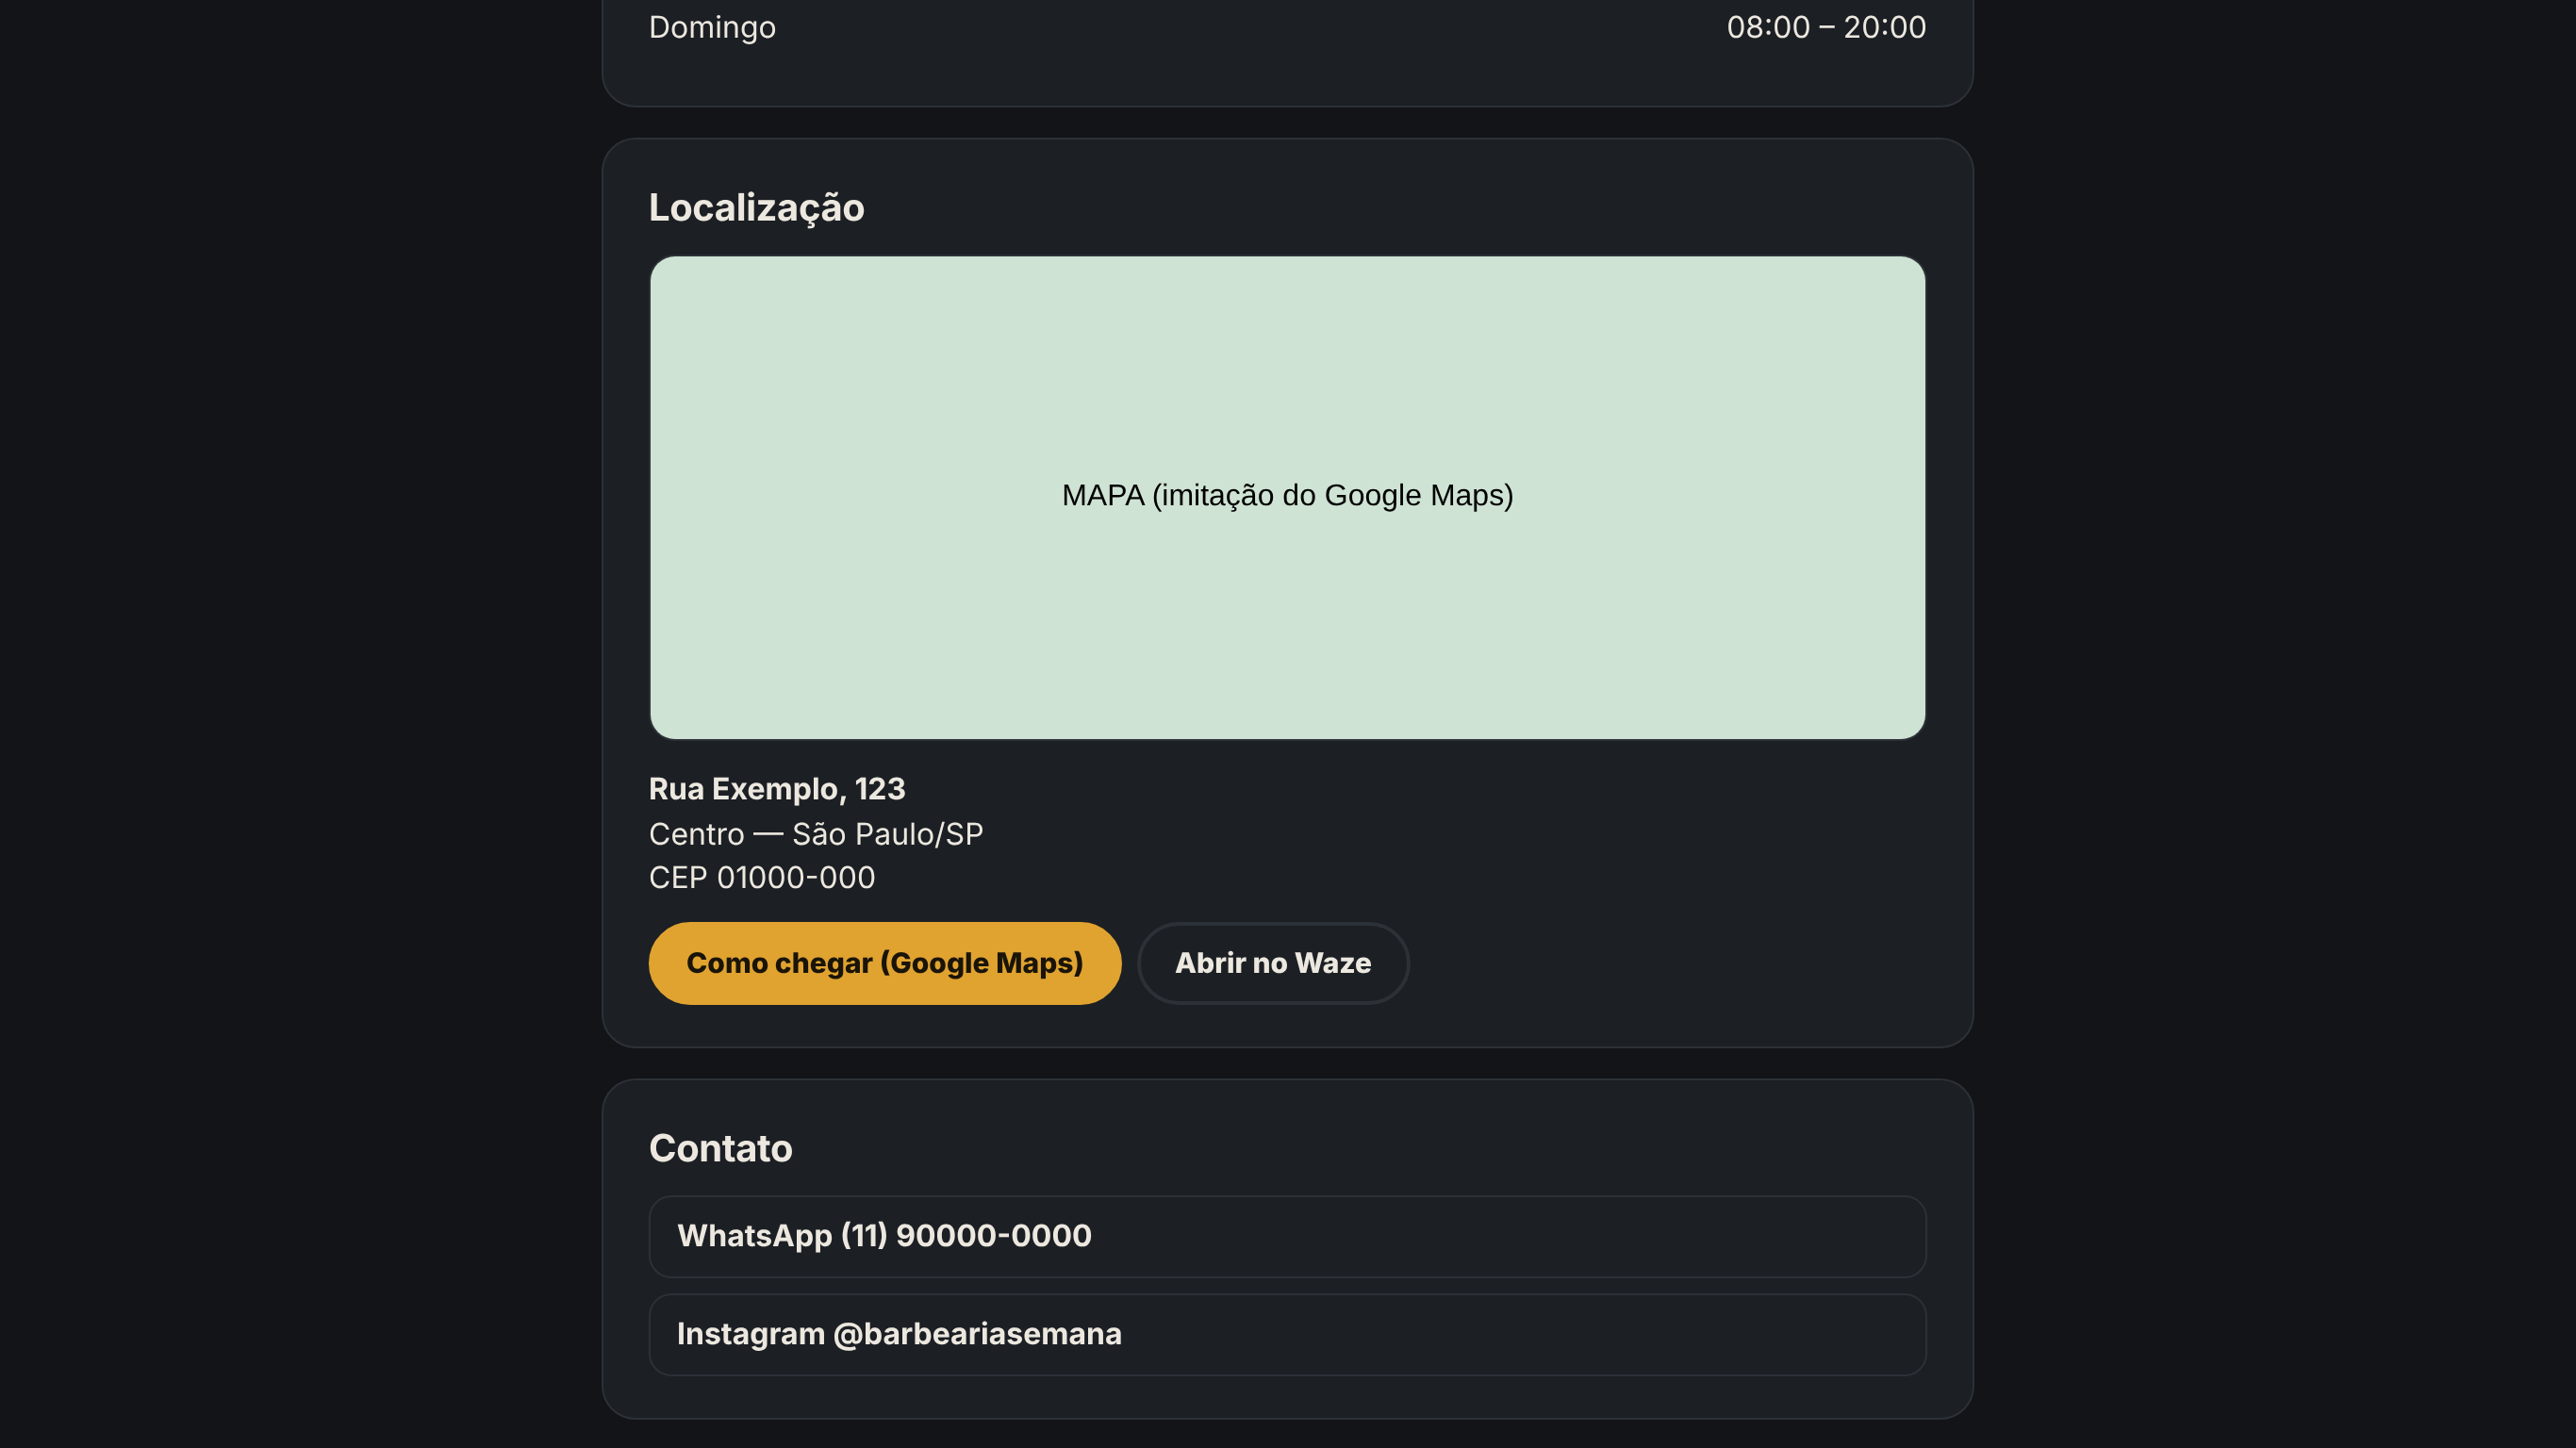 Domingo 08:00 – 20:00
Localização
MAPA (imitação do Google Maps)
Rua Exemplo, 123
Centro — São Paulo/SP
CEP 01000-000
Como chegar (Google Maps) Abrir no Waze
Contato
WhatsApp (11) 90000-0000
Instagram @barbeariasemana